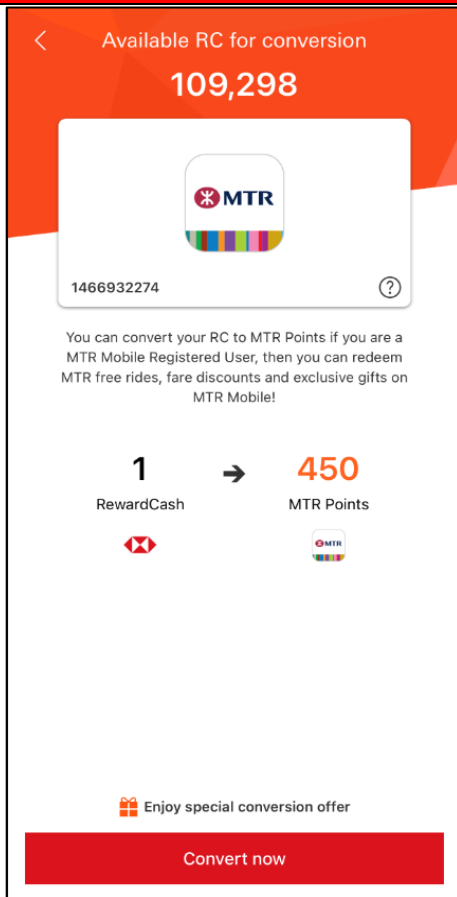 Available RC for conversion
109,298
MTR
1466932274
?
You can convert your RC to MTR Points if you are a
MTR Mobile Registered User, then you can redeem
MTR free rides, fare discounts and exclusive gifts on
MTR Mobile!
1 ➔ 450
RewardCash MTR Points
MTR
Enjoy special conversion offer
Convert now